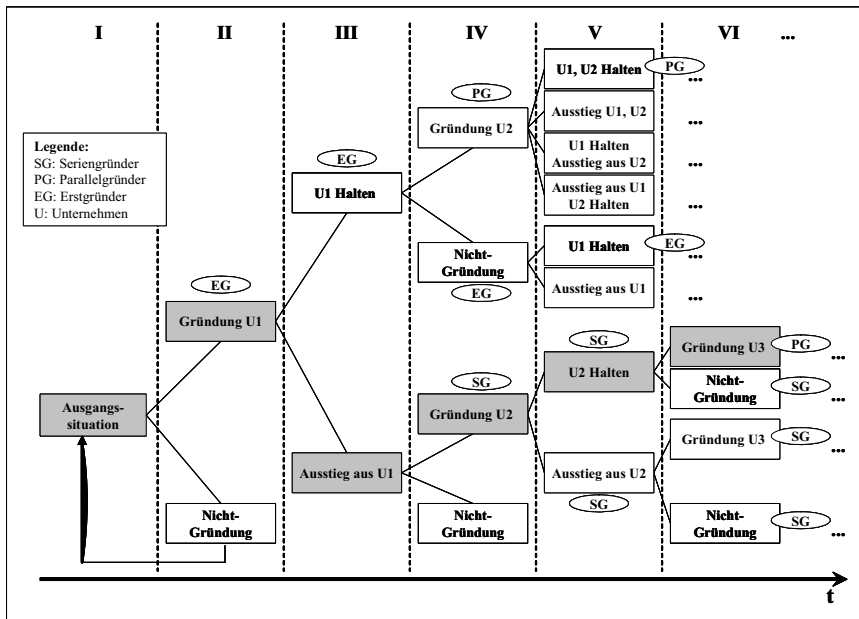 I II III IV V VI ...
Legende:
SG: Seriengründer
PG: Parallelgründer
EG: Erstgründer
U: Unternehmen
Ausgangs-
situation
EG
Gründung U1
Nicht-
Gründung
EG
U1 Halten
Ausstieg aus U1
PG
Gründung U2
Nicht-
Gründung
EG
SG
Gründung U2
Nicht-
Gründung
U1, U2 Halten
Ausstieg U1, U2
U1 Halten
Ausstieg aus U2
Ausstieg aus U1
U2 Halten
U1 Halten
Ausstieg aus U1
SG
U2 Halten
Ausstieg aus U2
SG
PG ...
...
...
...
EG ...
...
Gründung U3 PG ...
Nicht-
Gründung SG ...
Gründung U3 SG ...
Nicht-
Gründung SG ...
t